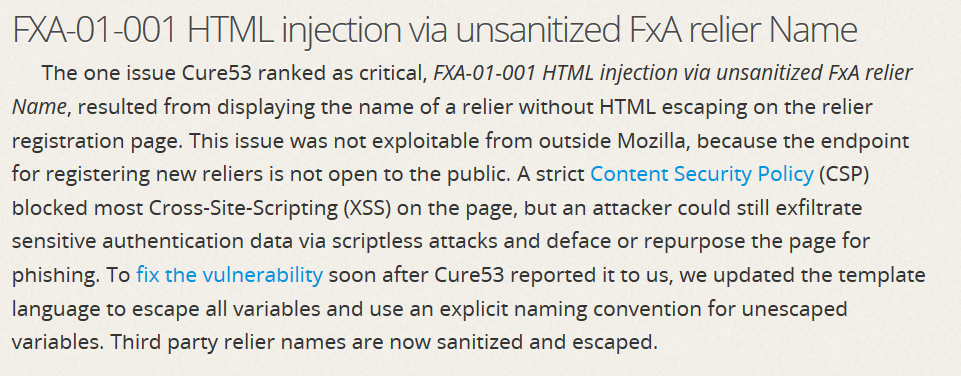 FXA-01-001 HTML injection via unsanitized FxA relier Name
The one issue Cure53 ranked as critical, FXA-01-001 HTML injection via unsanitized FxA relier
Name, resulted from displaying the name of a relier without HTML escaping on the relier
registration page. This issue was not exploitable from outside Mozilla, because the endpoint
for registering new reliers is not open to the public. A strict Content Security Policy (CSP)
blocked most Cross-Site-Scripting (XSS) on the page, but an attacker could still exfiltrate
sensitive authentication data via scriptless attacks and deface or repurpose the page for
phishing. To fix the vulnerability soon after Cure53 reported it to us, we updated the template
language to escape all variables and use an explicit naming convention for unescaped
variables. Third party relier names are now sanitized and escaped.